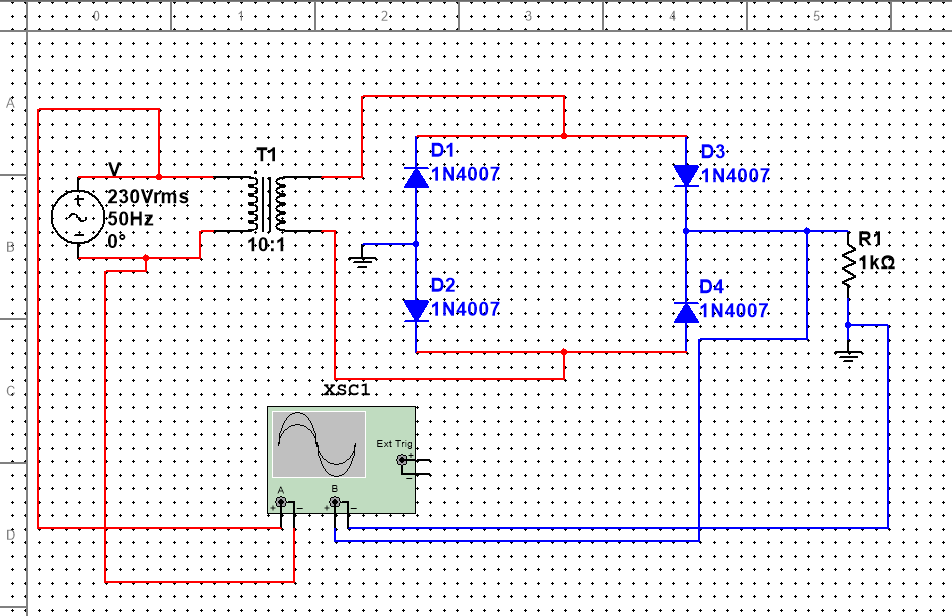 0 1 2 3 4 5
A
B
C
D
V
230Vrms
50Hz
0°
T1
10:1
D1
1N4007
D2
1N4007
D3
1N4007
D4
1N4007
R1
1kΩ
xsc1
Ext Trig
+
−
A
B
+ − + −